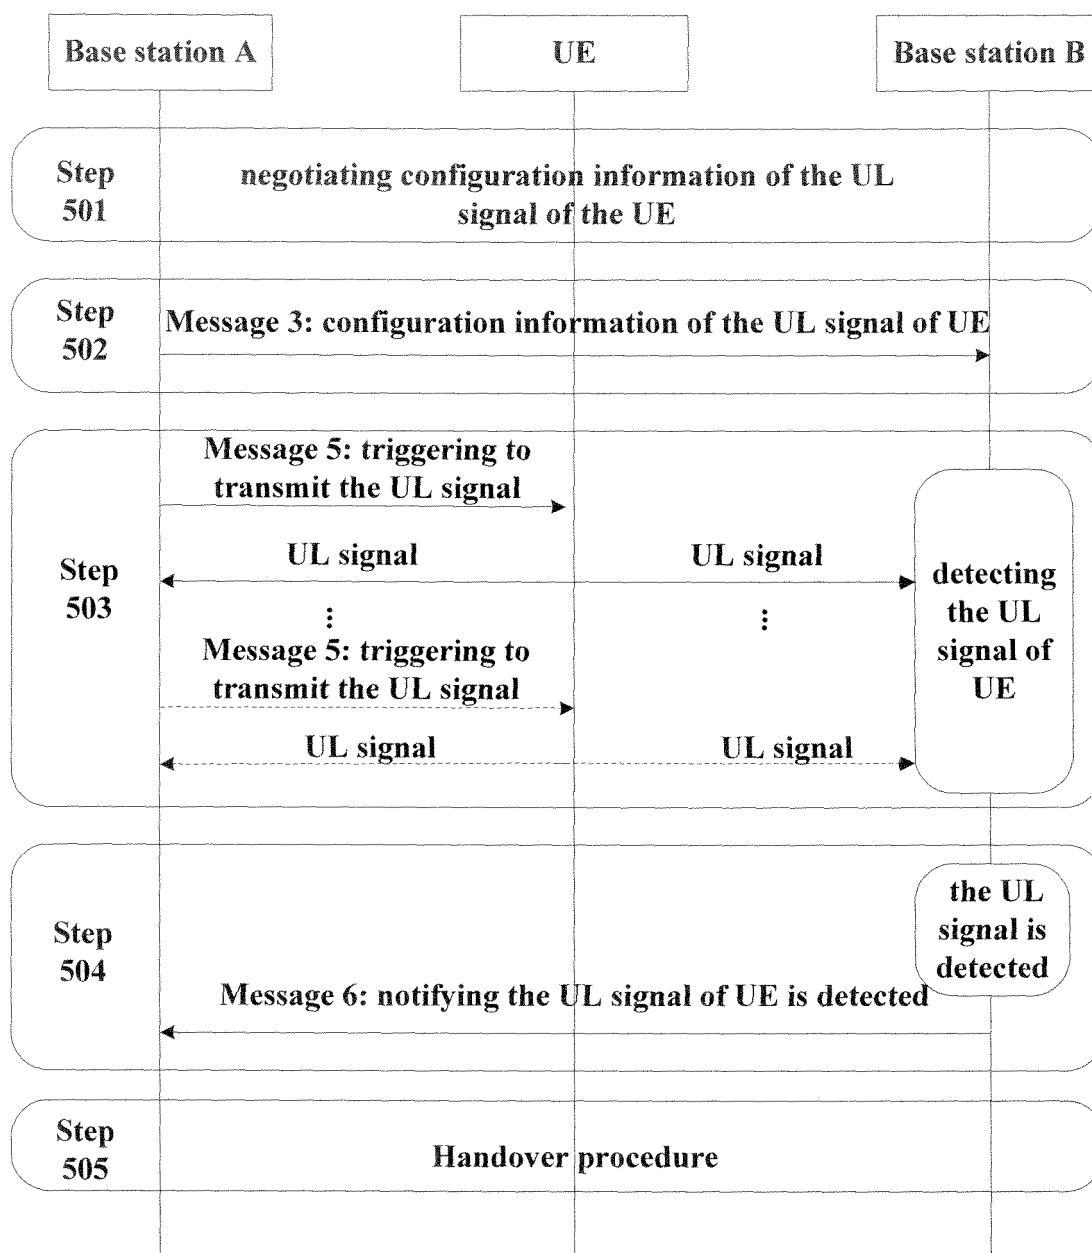 Base station A
UE
Base station B
Step
501
negotiating configuration information of the UL
signal of the UE
Step
502
Message 3: configuration information of the UL signal of UE
Step
503
Message 5: triggering to
transmit the UL signal
UL signal
UL signal
⋮
⋮
Message 5: triggering to
transmit the UL signal
UL signal
UL signal
detecting
the UL
signal of
UE
Step
504
the UL
signal is
detected
Message 6: notifying the UL signal of UE is detected
Step
505
Handover procedure